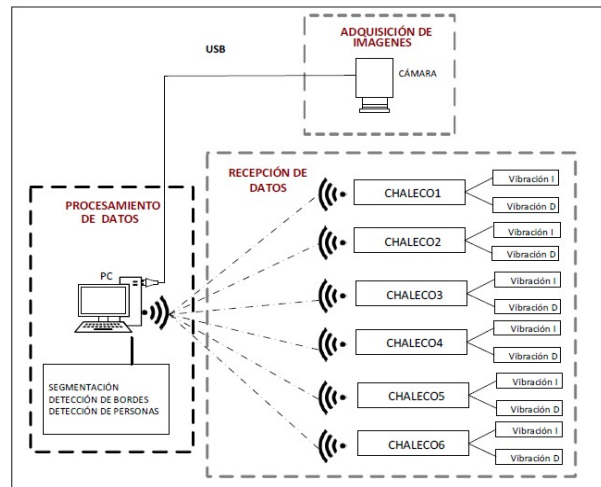 ADQUISICIÓN DE
IMAGENES
USB
CÁMARA
RECEPCIÓN DE
DATOS
PROCESAMIENTO
DE DATOS
PC
SEGMENTACIÓN
DETECCIÓN DE BORDES
DETECCIÓN DE PERSONAS
CHALECO1
Vibración I
Vibración D
CHALECO2
Vibración I
Vibración D
CHALECO3
Vibración I
Vibración D
CHALECO4
Vibración I
Vibración D
CHALECO5
Vibración I
Vibración D
CHALECO6
Vibración I
Vibración D